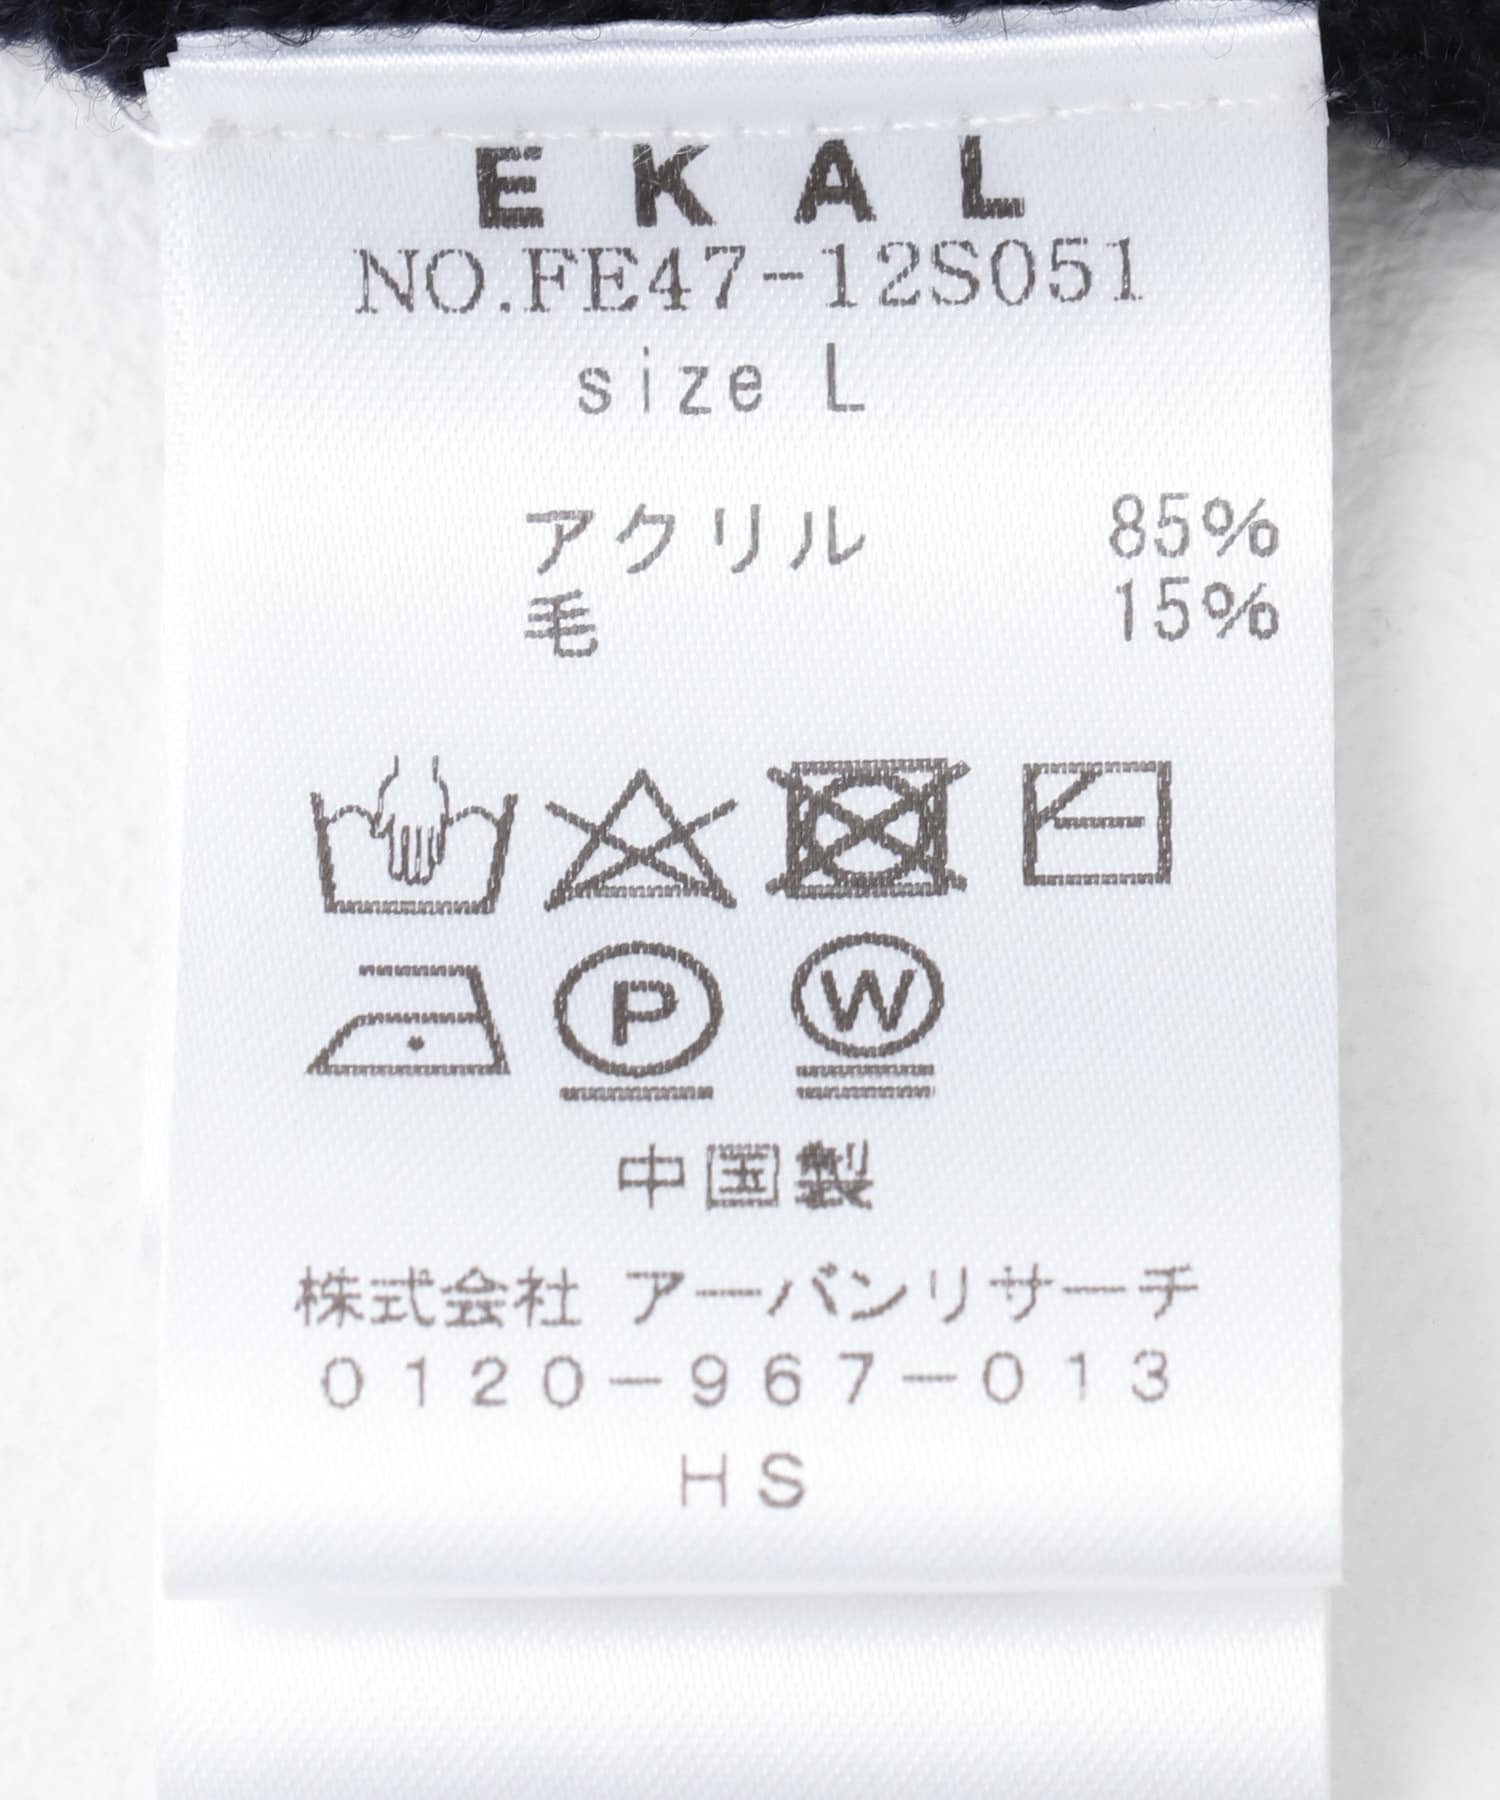 EKAL
NO.FE47-12S051
size L
アクリル 85%
毛 15%
P W
中国製
株式会社 アーバンリサーチ
0120-967-013
HS